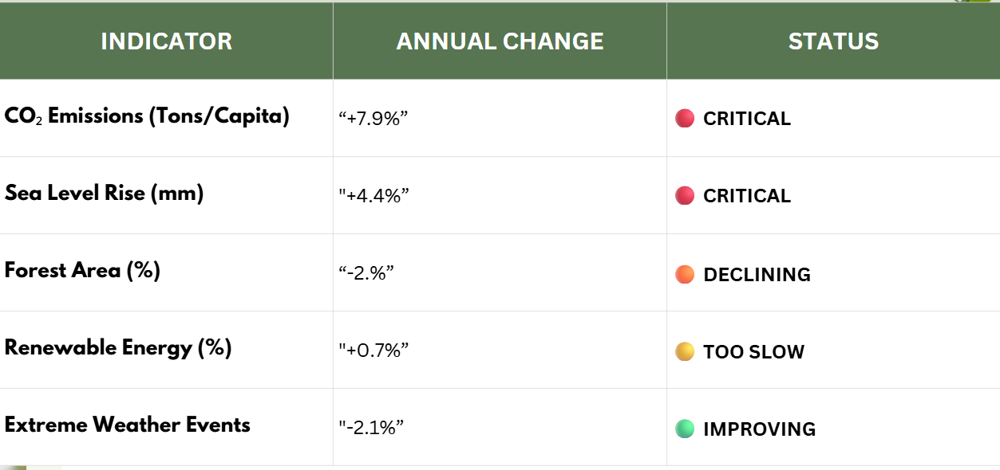 INDICATOR ANNUAL CHANGE STATUS
CO₂ Emissions (Tons/Capita) “+7.9%” CRITICAL
Sea Level Rise (mm) "+4.4%” CRITICAL
Forest Area (%) “-2.%” DECLINING
Renewable Energy (%) "+0.7%” TOO SLOW
Extreme Weather Events "-2.1%” IMPROVING